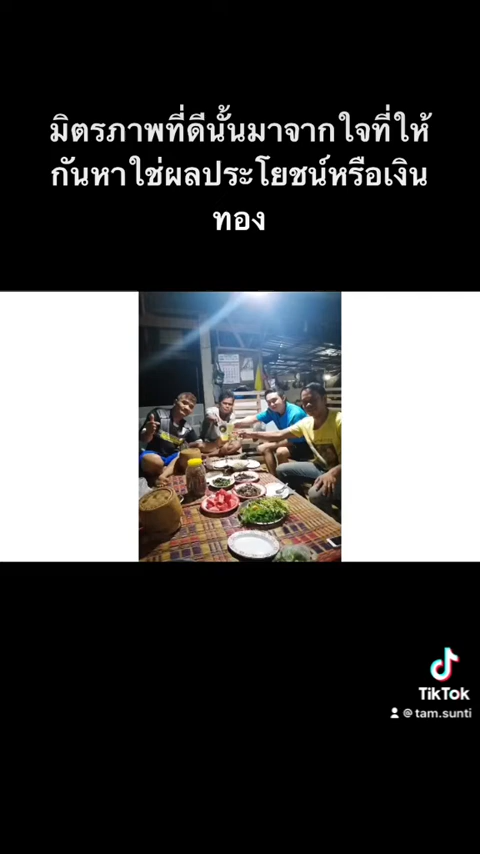 มิตรภาพที่ดีนั้นมาจากใจที่ให้
กันหาใช่ผลประโยชน์หรือเงิน
ทอง
TikTok
@tam.sunti